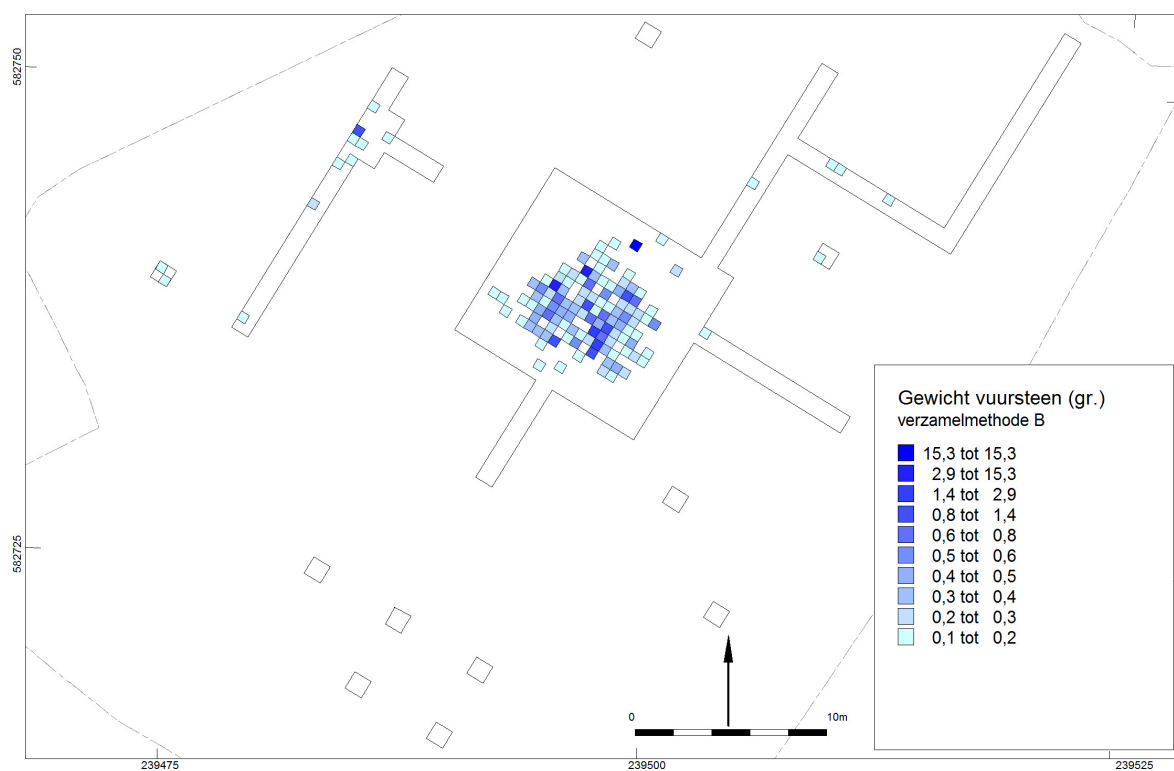 582750
582725
Gewicht vuursteen (gr.)
verzamelmethode B
15,3 tot 15,3
2,9 tot 15,3
1,4 tot 2,9
0,8 tot 1,4
0,6 tot 0,8
0,5 tot 0,6
0,4 tot 0,5
0,3 tot 0,4
0,2 tot 0,3
0,1 tot 0,2
0 10m
239475 239500 239525